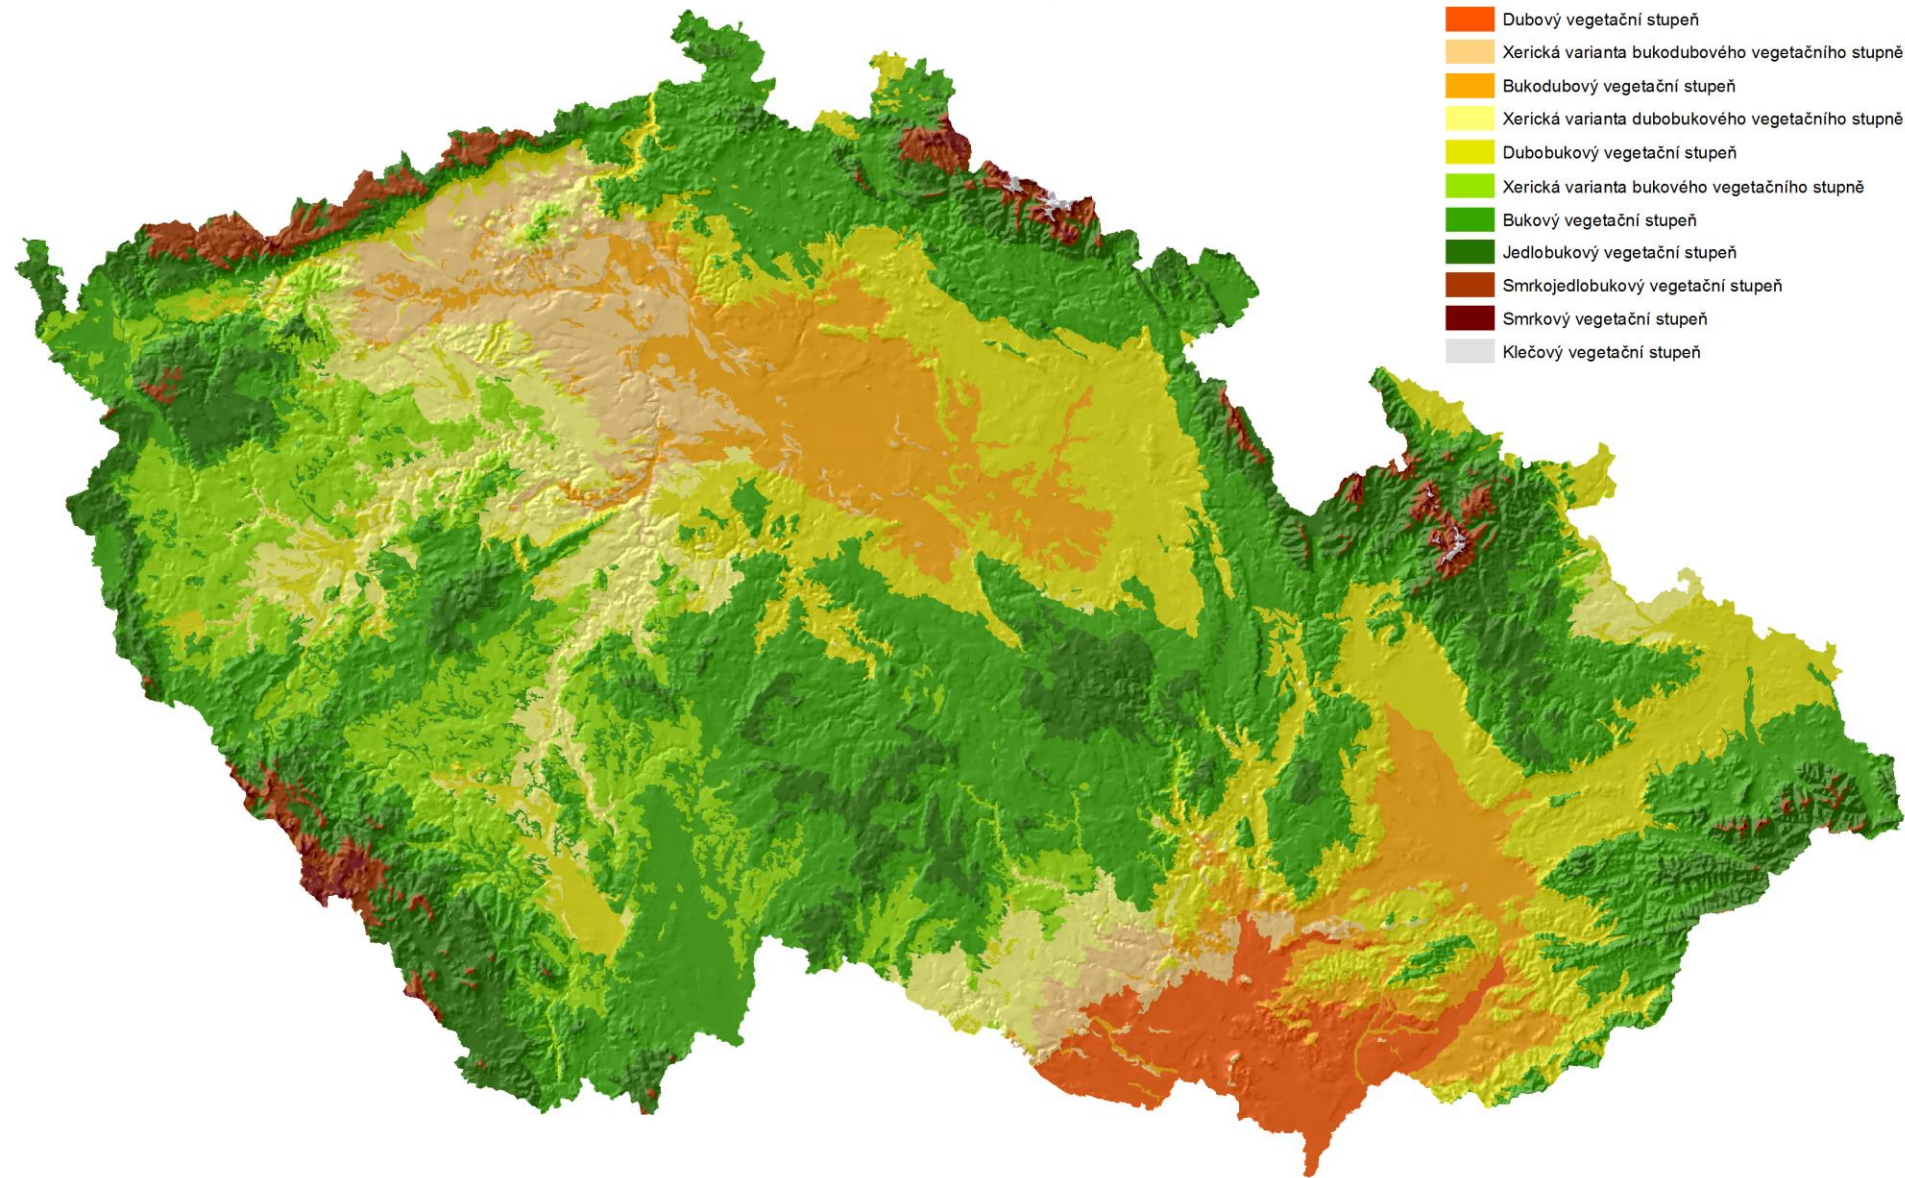 Dubový vegetační stupeň
Xerická varianta bukodubového vegetačního stupně
Bukodubový vegetační stupeň
Xerická varianta dubobukového vegetačního stupně
Dubobukový vegetační stupeň
Xerická varianta bukového vegetačního stupně
Bukový vegetační stupeň
Jedlobukový vegetační stupeň
Smrkojedlobukový vegetační stupeň
Smrkový vegetační stupeň
Klečový vegetační stupeň